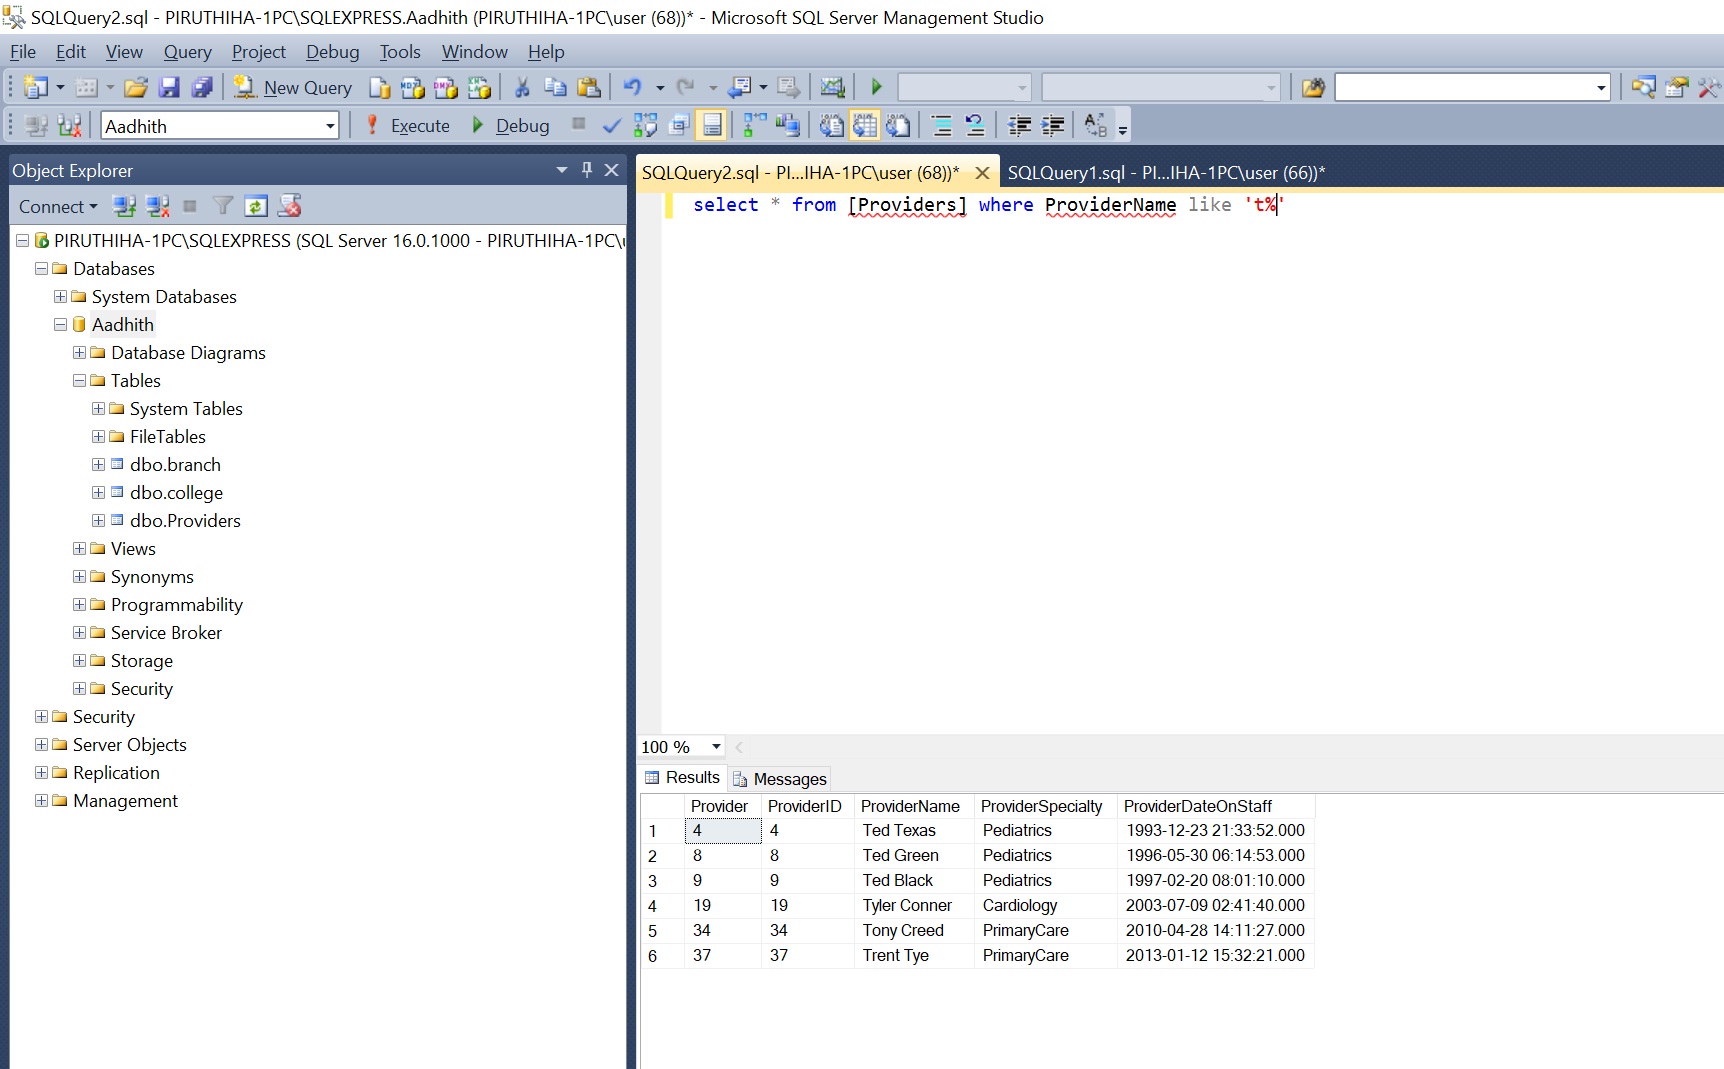 SQLQuery2.sql - PIRUTHIHA-1PC\SQLEXPRESS.Aadhith (PIRUTHIHA-1PC\user (68))* - Microsoft SQL Server Management Studio
File Edit View Query Project Debug Tools Window Help
New Query
Aadhith Execute Debug
Object Explorer
Connect
PIRUTHIHA-1PC\SQLEXPRESS (SQL Server 16.0.1000 - PIRUTHIHA-1PC\
Databases
System Databases
Aadhith
Database Diagrams
Tables
System Tables
FileTables
dbo.branch
dbo.college
dbo.Providers
Views
Synonyms
Programmability
Service Broker
Storage
Security
Security
Server Objects
Replication
Management
SQLQuery2.sql - PI...IHA-1PC\user (68))* SQLQuery1.sql - PI...IHA-1PC\user (66))*
select * from [Providers] where ProviderName like 't%'
100 %
Results Messages
Provider ProviderID ProviderName ProviderSpecialty ProviderDateOnStaff
1 4 4 Ted Texas Pediatrics 1993-12-23 21:33:52.000
2 8 8 Ted Green Pediatrics 1996-05-30 06:14:53.000
3 9 9 Ted Black Pediatrics 1997-02-20 08:01:10.000
4 19 19 Tyler Conner Cardiology 2003-07-09 02:41:40.000
5 34 34 Tony Creed PrimaryCare 2010-04-28 14:11:27.000
6 37 37 Trent Tye PrimaryCare 2013-01-12 15:32:21.000